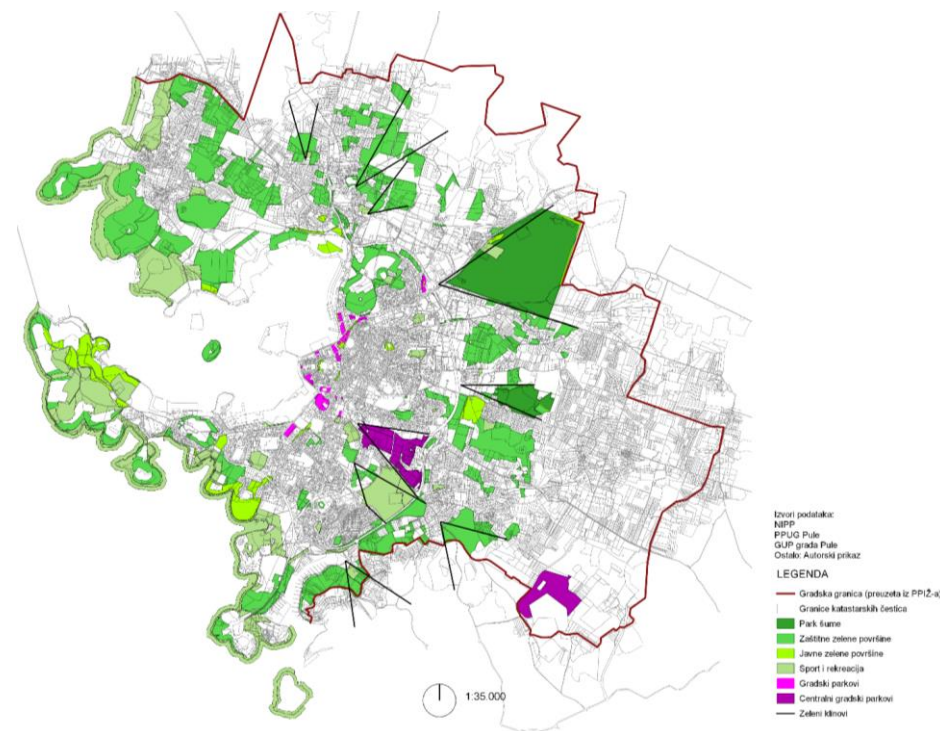 Izvori podataka:
NIPP
PPUG Pule
GUP grada Pule
Ostalo: Autorski prikaz
LEGENDA
Gradska granica (preuzeta iz PPIŽ-a)
Granice katastarskih čestica
Park šume
Zaštitne zelene površine
Javne zelene površine
Sport i rekreacija
Gradski parkovi
Centralni gradski parkovi
Zeleni klinovi
1:35.000